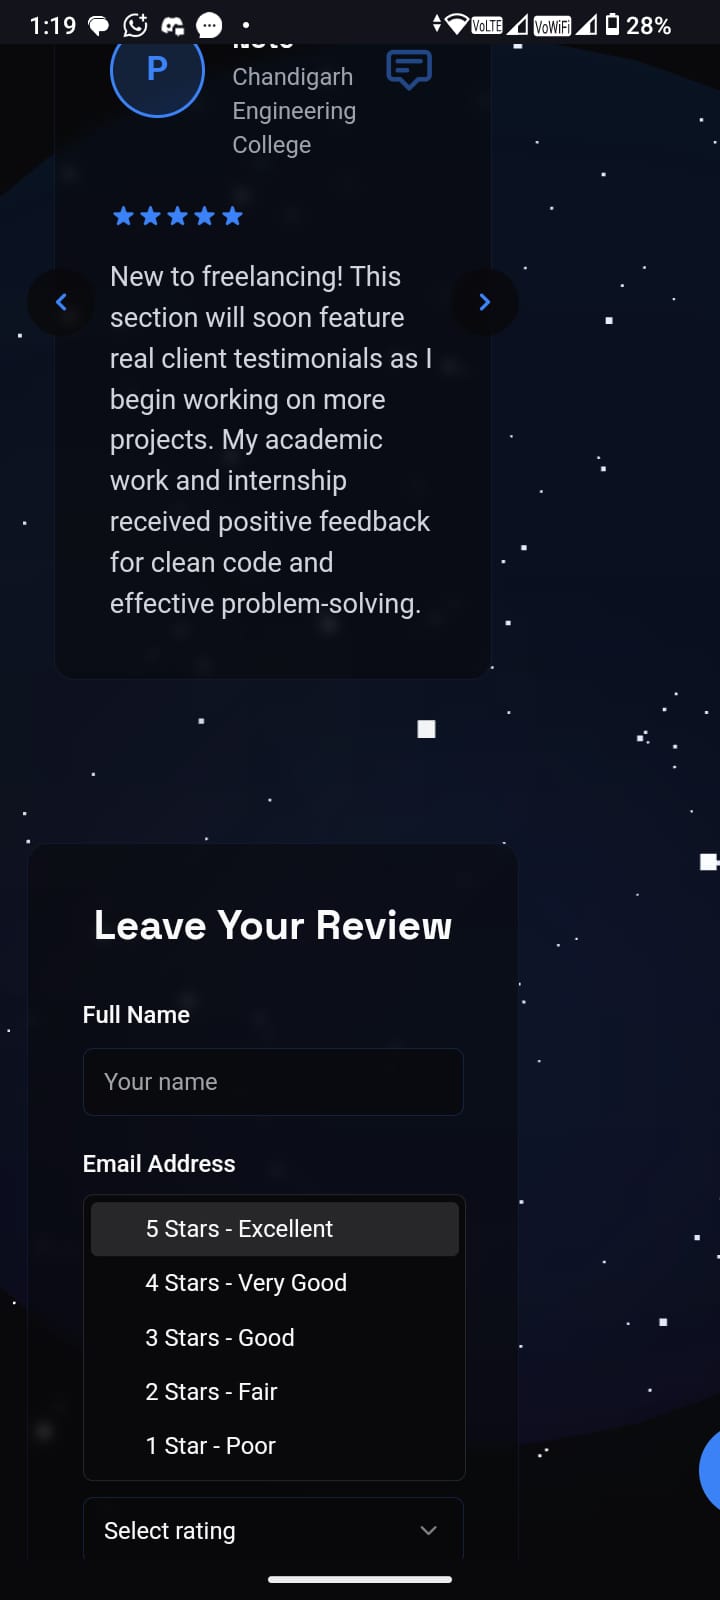 1:19
VoLTE
VoWiFi
28%
P
Chandigarh
Engineering
College
New to freelancing! This
section will soon feature
real client testimonials as I
begin working on more
projects. My academic
work and internship
received positive feedback
for clean code and
effective problem-solving.
Leave Your Review
Full Name
Your name
Email Address
5 Stars - Excellent
4 Stars - Very Good
3 Stars - Good
2 Stars - Fair
1 Star - Poor
Select rating